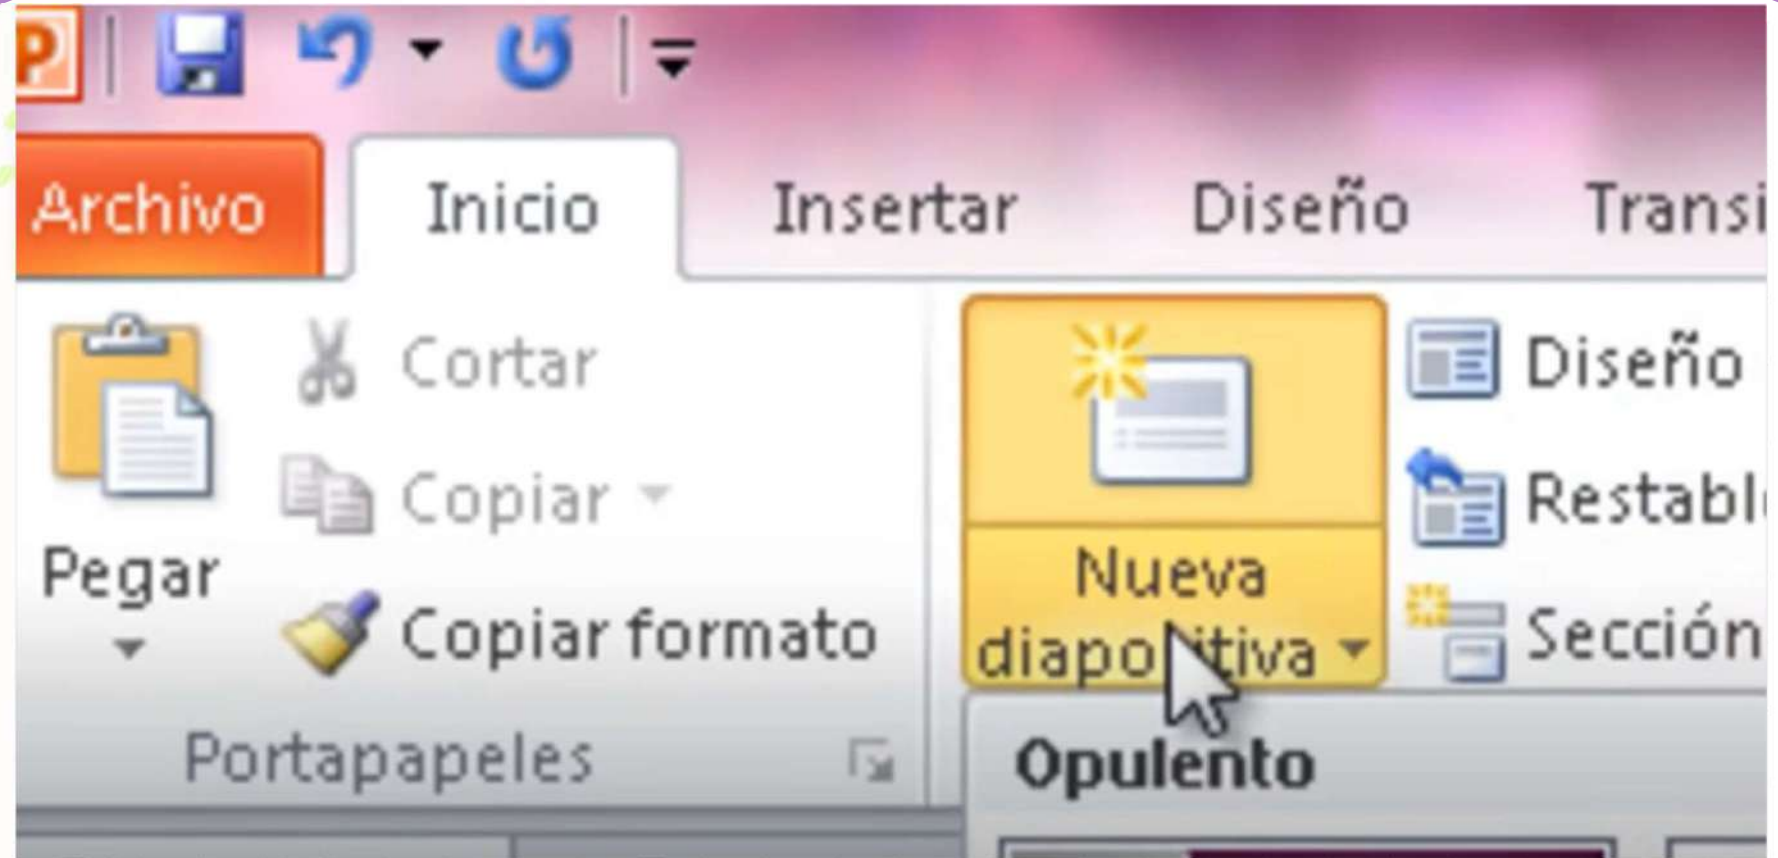 P
Archivo Inicio Insertar Diseño Transi
Cortar
Copiar
Pegar
Copiar formato
Portapapeles
Nueva
diapositiva
Diseño
Restabl
Sección
Opulento